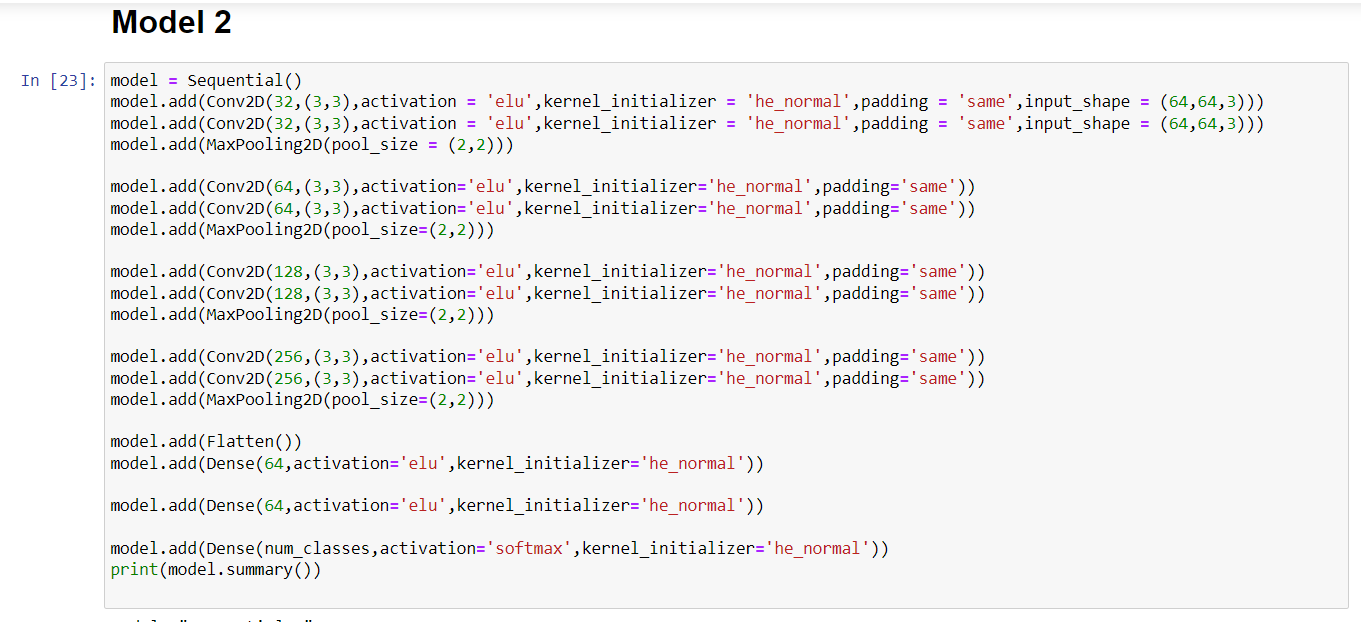 Model 2
In [23]:
model = Sequential()
model.add(Conv2D(32,(3,3),activation = 'elu',kernel_initializer = 'he_normal',padding = 'same',input_shape = (64,64,3)))
model.add(Conv2D(32,(3,3),activation = 'elu',kernel_initializer = 'he_normal',padding = 'same',input_shape = (64,64,3)))
model.add(MaxPooling2D(pool_size = (2,2)))
model.add(Conv2D(64,(3,3),activation='elu',kernel_initializer='he_normal',padding='same'))
model.add(Conv2D(64,(3,3),activation='elu',kernel_initializer='he_normal',padding='same'))
model.add(MaxPooling2D(pool_size=(2,2)))
model.add(Conv2D(128,(3,3),activation='elu',kernel_initializer='he_normal',padding='same'))
model.add(Conv2D(128,(3,3),activation='elu',kernel_initializer='he_normal',padding='same'))
model.add(MaxPooling2D(pool_size=(2,2)))
model.add(Conv2D(256,(3,3),activation='elu',kernel_initializer='he_normal',padding='same'))
model.add(Conv2D(256,(3,3),activation='elu',kernel_initializer='he_normal',padding='same'))
model.add(MaxPooling2D(pool_size=(2,2)))
model.add(Flatten())
model.add(Dense(64,activation='elu',kernel_initializer='he_normal'))
model.add(Dense(64,activation='elu',kernel_initializer='he_normal'))
model.add(Dense(num_classes,activation='softmax',kernel_initializer='he_normal'))
print(model.summary())